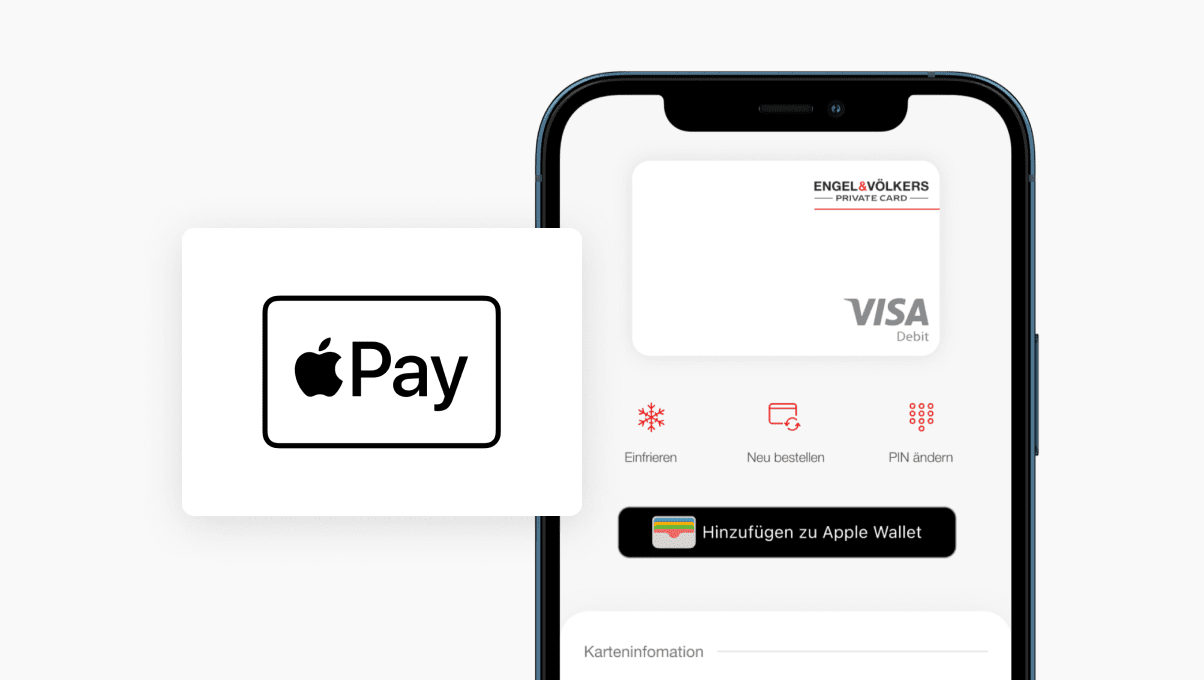 Pay
ENGEL&VÖLKERS
PRIVATE CARD
VISA
Debit
Einfrieren
Neu bestellen
PIN ändern
Hinzufügen zu Apple Wallet
Karteninfomation